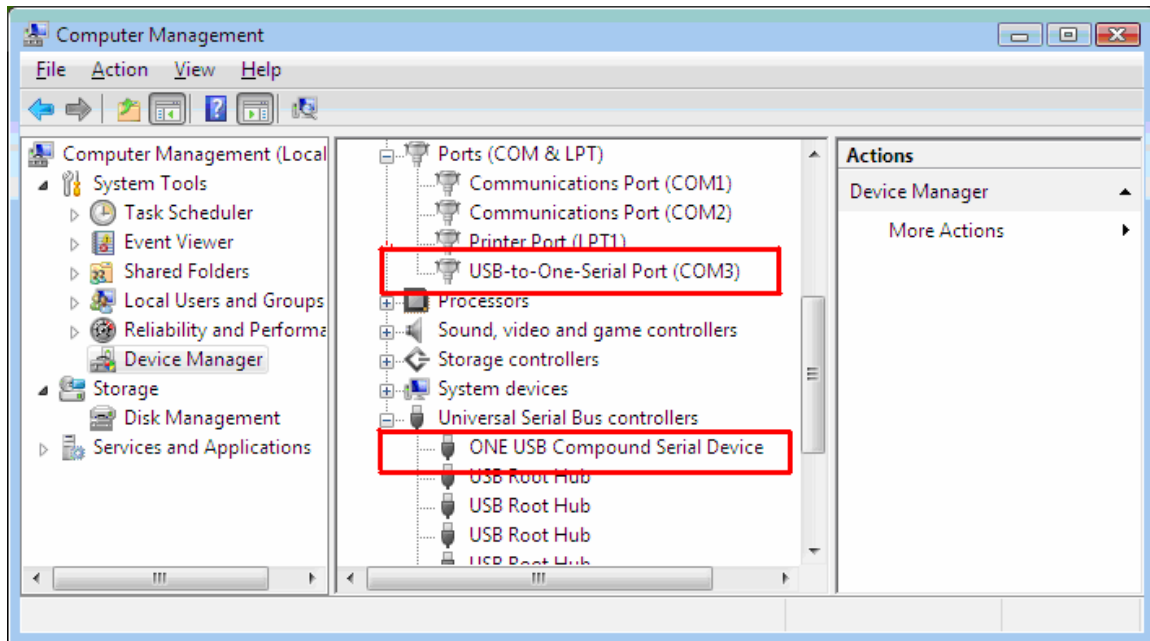 Computer Management
File Action View Help
Computer Management (Local
System Tools
Task Scheduler
Event Viewer
Shared Folders
Local Users and Groups
Reliability and Performa
Device Manager
Storage
Disk Management
Services and Applications
Ports (COM & LPT)
Communications Port (COM1)
Communications Port (COM2)
Printer Port (LPT1)
USB-to-One-Serial Port (COM3)
Processors
Sound, video and game controllers
Storage controllers
System devices
Universal Serial Bus controllers
ONE USB Compound Serial Device
USB Root Hub
USB Root Hub
USB Root Hub
USB Root Hub
Actions
Device Manager
More Actions